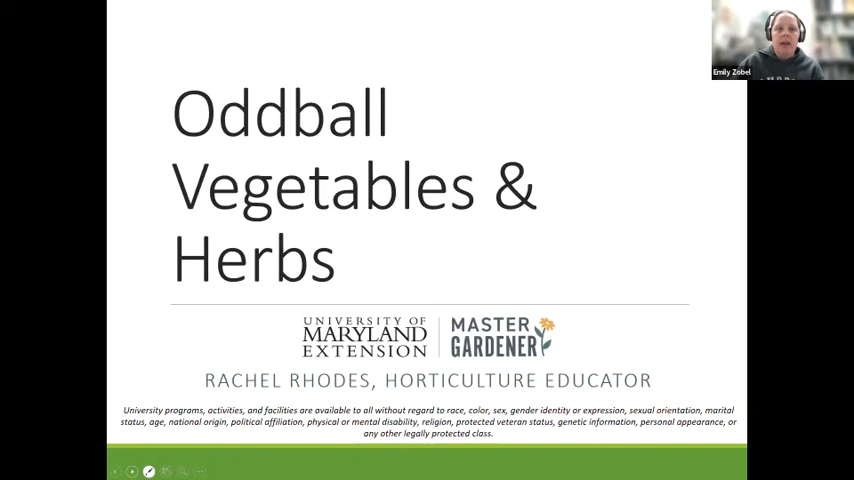 Emily Zobel
Oddball
Vegetables &
Herbs
UNIVERSITY OF
MARYLAND
EXTENSION
MASTER
GARDENER
RACHEL RHODES, HORTICULTURE EDUCATOR
University programs, activities, and facilities are available to all without regard to race, color, sex, gender identity or expression, sexual orientation, marital
status, age, national origin, political affiliation, physical or mental disability, religion, protected veteran status, genetic information, personal appearance, or
any other legally protected class.